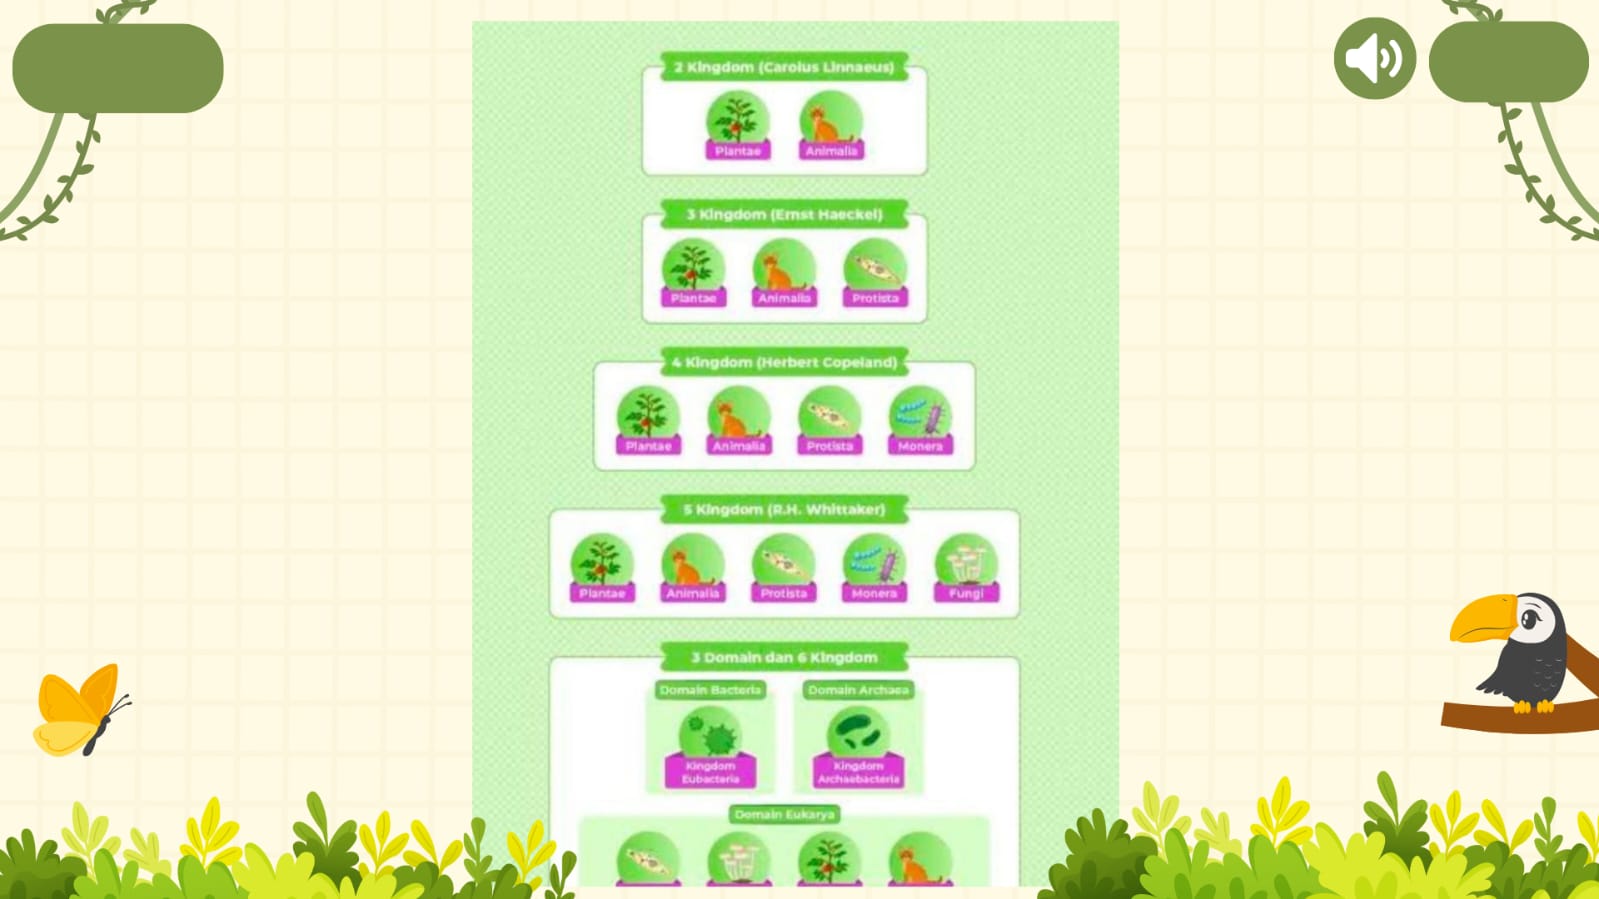 2 Kingdom (Carolus Linnaeus)
Plantae Animalia
3 Kingdom (Ernst Haeckel)
Plantae Animalia Protista
4 Kingdom (Herbert Copeland)
Plantae Animalia Protista Monera
5 Kingdom (R.H. Whittaker)
Plantae Animalia Protista Monera Fungi
3 Domain dan 6 Kingdom
Domain Bacteria Domain Archaea
Kingdom
Eubacteria
Kingdom
Archaebacteria
Domain Eukarya